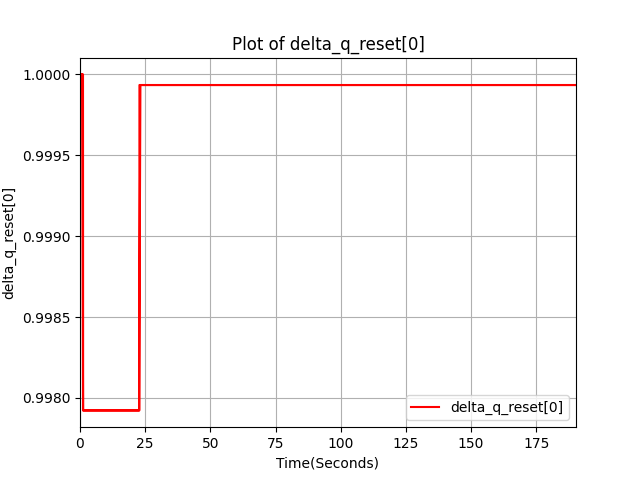 Plot of delta_q_reset[0]
1.0000
0.9995
0.9990
0.9985
0.9980
delta_q_reset[0]
delta_q_reset[0]
0 25 50 75 100 125 150 175
Time(Seconds)